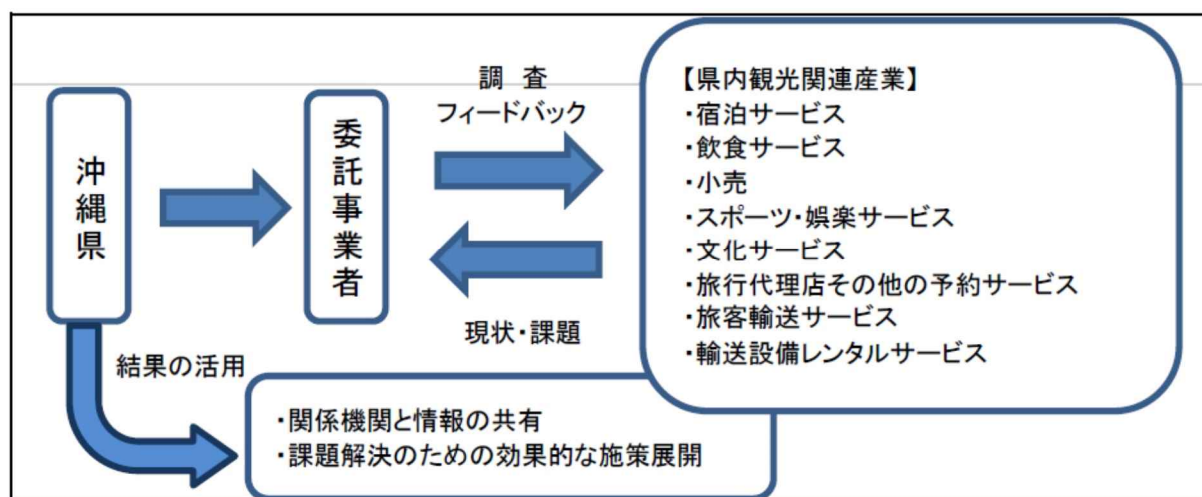 沖縄県
委託事業者
調 査
フィードバック
現状・課題
【県内観光関連産業】
・宿泊サービス
・飲食サービス
・小売
・スポーツ・娯楽サービス
・文化サービス
・旅行代理店その他の予約サービス
・旅客輸送サービス
・輸送設備レンタルサービス
結果の活用
・関係機関と情報の共有
・課題解決のための効果的な施策展開